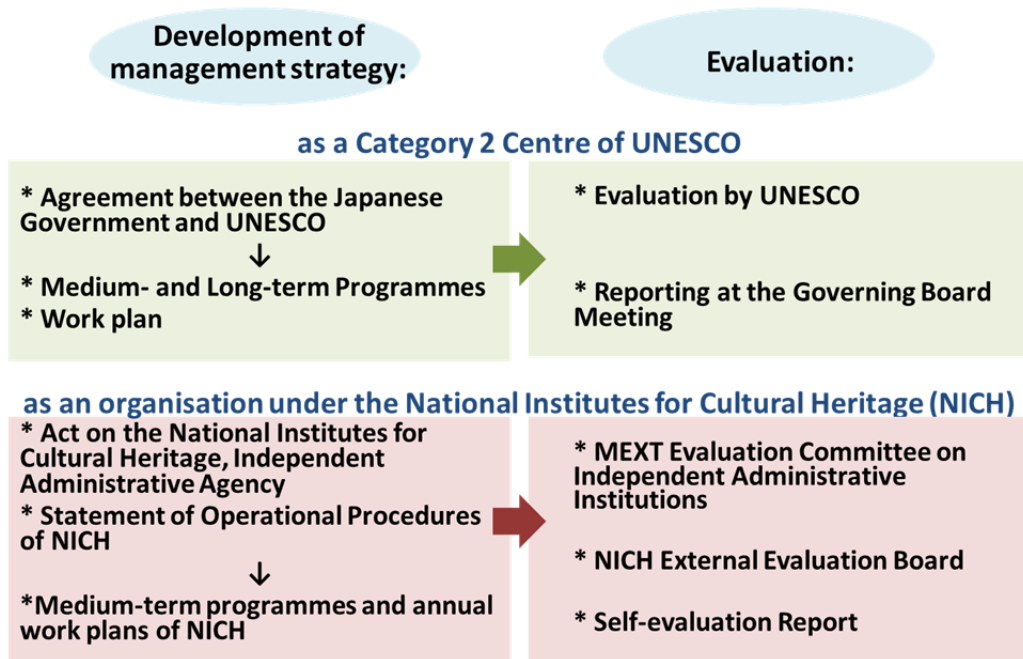 Development of
management strategy:
Evaluation:
as a Category 2 Centre of UNESCO
* Agreement between the Japanese
Government and UNESCO
↓
* Medium- and Long-term Programmes
* Work plan
* Evaluation by UNESCO
* Reporting at the Governing Board
Meeting
as an organisation under the National Institutes for Cultural Heritage (NICH)
* Act on the National Institutes for
Cultural Heritage, Independent
Administrative Agency
* Statement of Operational Procedures
of NICH
↓
*Medium-term programmes and annual
work plans of NICH
* MEXT Evaluation Committee on
Independent Administrative
Institutions
* NICH External Evaluation Board
* Self-evaluation Report